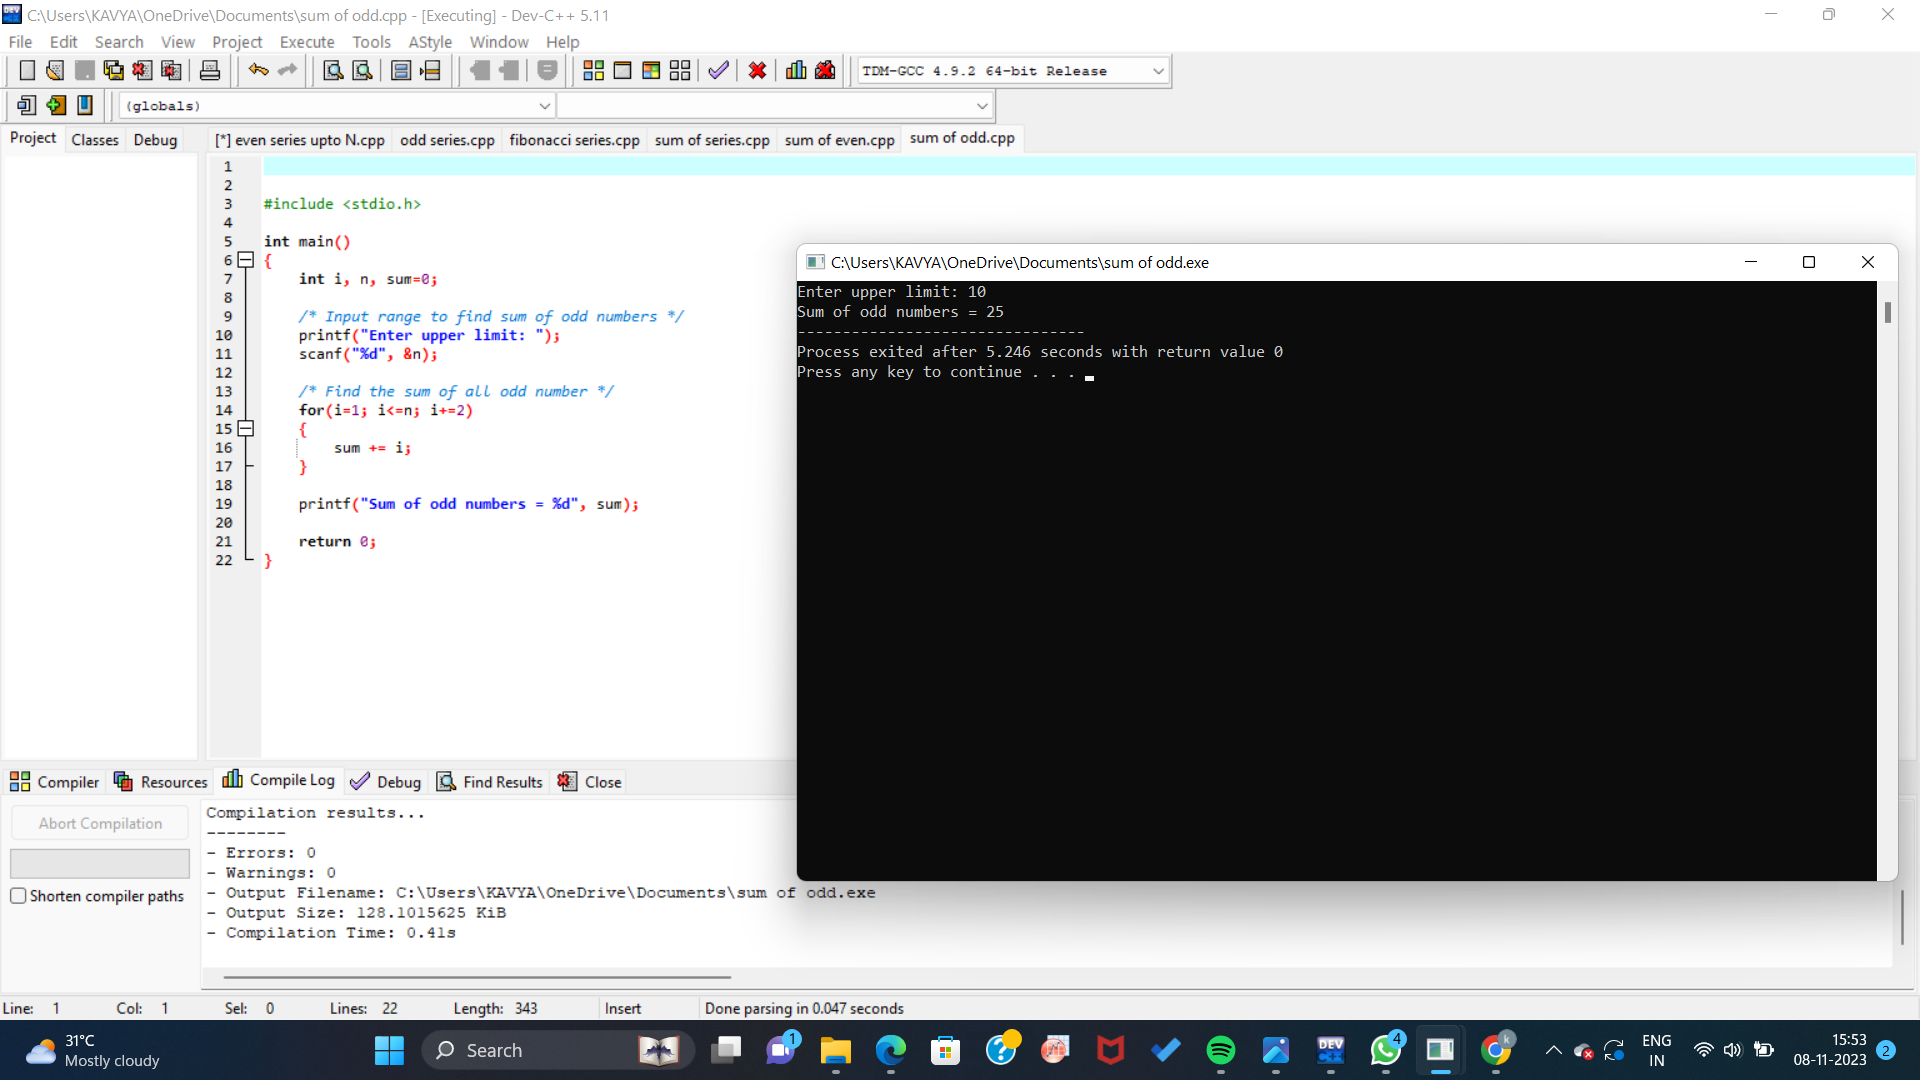 C:\Users\KAVYA\OneDrive\Documents\sum of odd.cpp - [Executing] - Dev-C++ 5.11
File Edit Search View Project Execute Tools AStyle Window Help
TDM-GCC 4.9.2 64-bit Release
(globals)
Project Classes Debug
[*] even series upto N.cpp odd series.cpp fibonacci series.cpp sum of series.cpp sum of even.cpp sum of odd.cpp
1
2
3 #include <stdio.h>
4
5 int main()
6 {
7 int i, n, sum=0;
8
9 /* Input range to find sum of odd numbers */
10 printf("Enter upper limit: ");
11 scanf("%d", &n);
12
13 /* Find the sum of all odd number */
14 for(i=1; i<=n; i+=2)
15 {
16 sum += i;
17 }
18
19 printf("Sum of odd numbers = %d", sum);
20
21 return 0;
22 }
C:\Users\KAVYA\OneDrive\Documents\sum of odd.exe
Enter upper limit: 10
Sum of odd numbers = 25
--------------------------------
Process exited after 5.246 seconds with return value 0
Press any key to continue . . .
Compiler Resources Compile Log Debug Find Results Close
Abort Compilation
Shorten compiler paths
Compilation results...
--------
- Errors: 0
- Warnings: 0
- Output Filename: C:\Users\KAVYA\OneDrive\Documents\sum of odd.exe
- Output Size: 128.1015625 KiB
- Compilation Time: 0.41s
Line: 1 Col: 1 Sel: 0 Lines: 22 Length: 343 Insert Done parsing in 0.047 seconds
31°C
Mostly cloudy
Search
1
DEV
C++
4
k
ENG
IN
15:53
08-11-2023
2